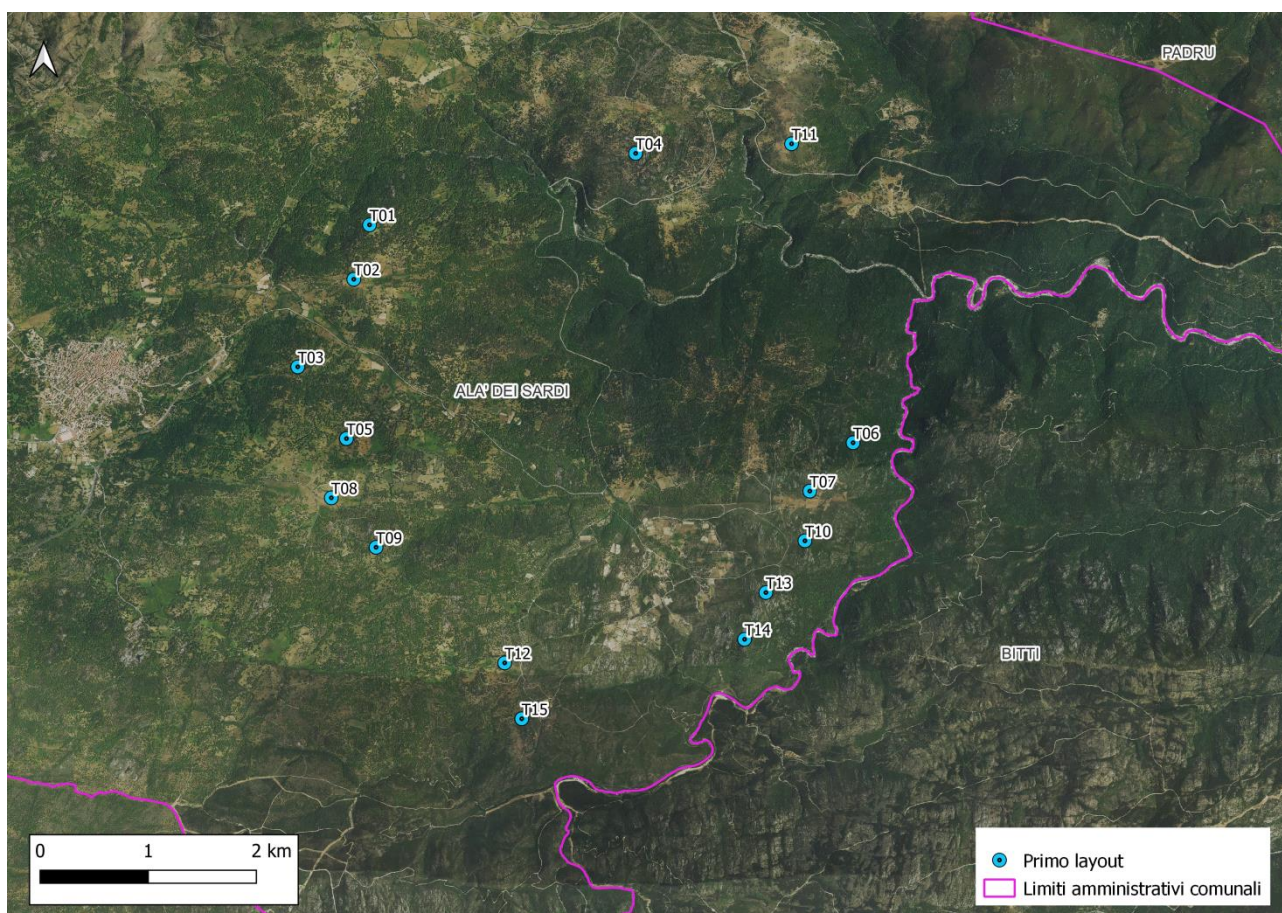 PADRU
T11
T04
T01
T02
T03
ALA' DEI SARDI
T05
T06
T07
T08
T10
T09
T13
T14
T12
BITTI
T15
0 1 2 km
Primo layout
Limiti amministrativi comunali